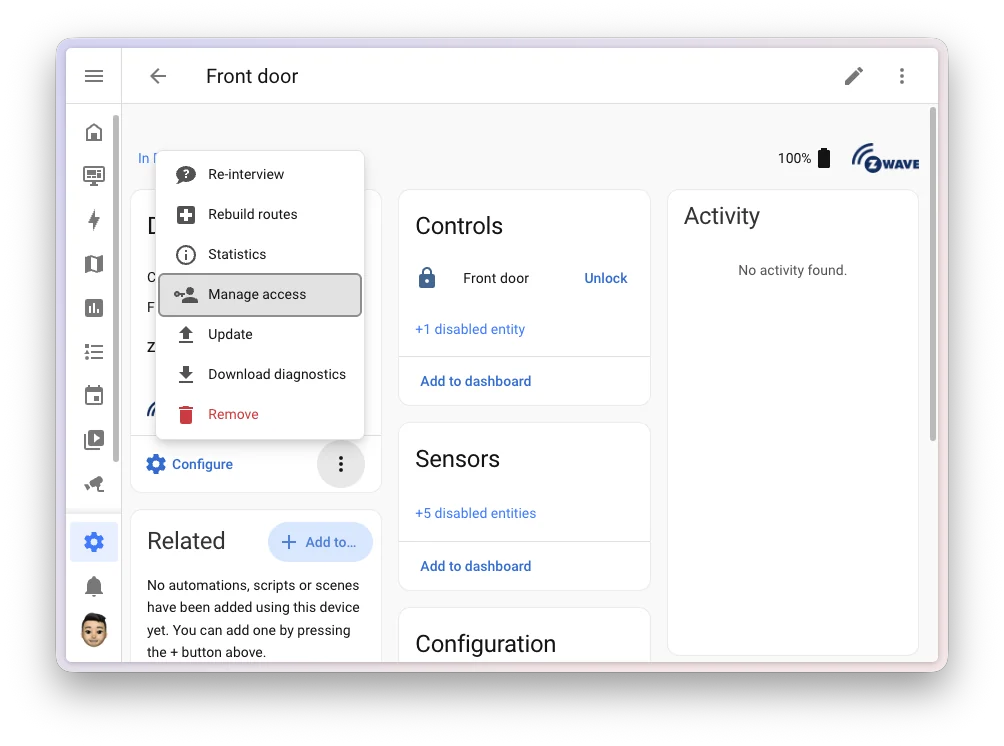 Front door
In
100%
Z WAVE
Re-interview
Rebuild routes
Statistics
Manage access
Update
Download diagnostics
Remove
Configure
Related
Add to...
No automations, scripts or scenes
have been added using this device
yet. You can add one by pressing
the + button above.
Controls
Front door
Unlock
+1 disabled entity
Add to dashboard
Sensors
+5 disabled entities
Add to dashboard
Configuration
Activity
No activity found.